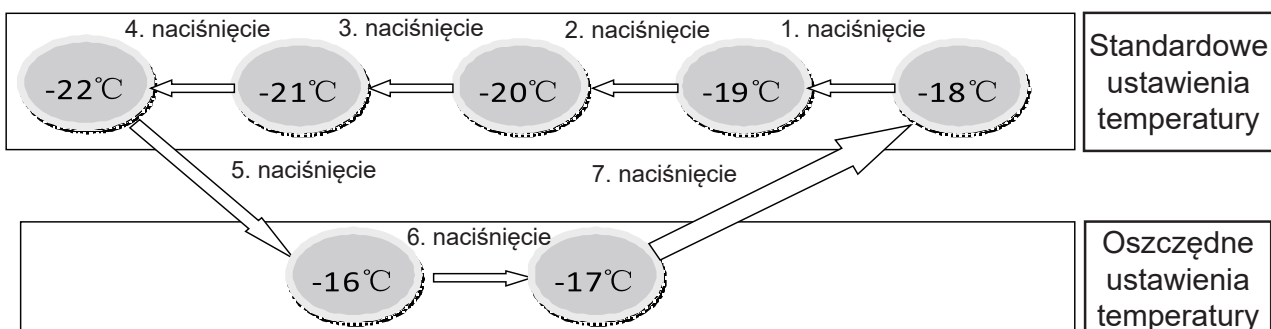 4. naciśnięcie
3. naciśnięcie
2. naciśnięcie
1. naciśnięcie
-22℃
-21℃
-20℃
-19℃
-18℃
Standardowe
ustawienia
temperatury
5. naciśnięcie
7. naciśnięcie
6. naciśnięcie
-16℃
-17℃
Oszczędne
ustawienia
temperatury